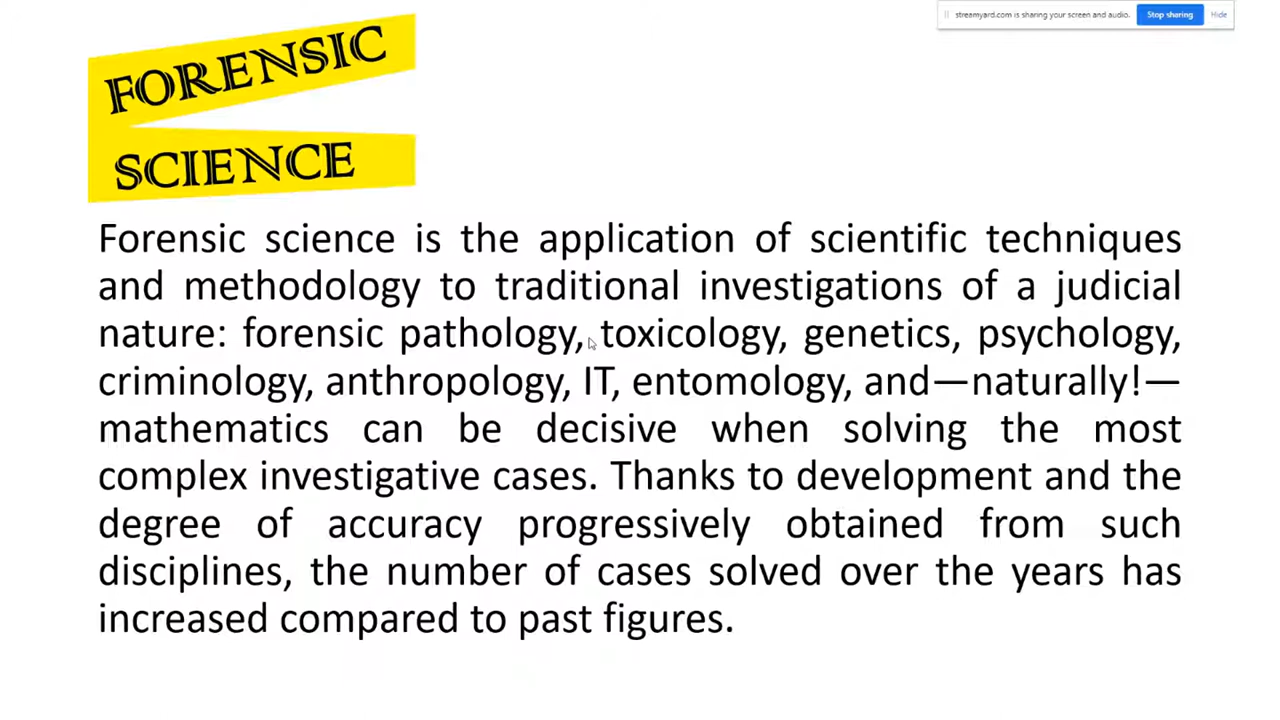 streamyard.com is sharing your screen and audio. Stop sharing Hide
FORENSIC
SCIENCE
Forensic science is the application of scientific techniques
and methodology to traditional investigations of a judicial
nature: forensic pathology, toxicology, genetics, psychology,
criminology, anthropology, IT, entomology, and—naturally!—
mathematics can be decisive when solving the most
complex investigative cases. Thanks to development and the
degree of accuracy progressively obtained from such
disciplines, the number of cases solved over the years has
increased compared to past figures.